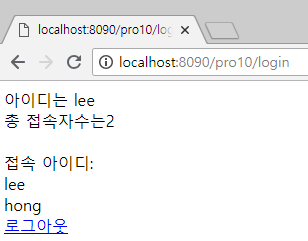 localhost:8090/pro10/log
localhost:8090/pro10/login
아이디는 lee
총 접속자수는2
접속 아이디:
lee
hong
로그아웃